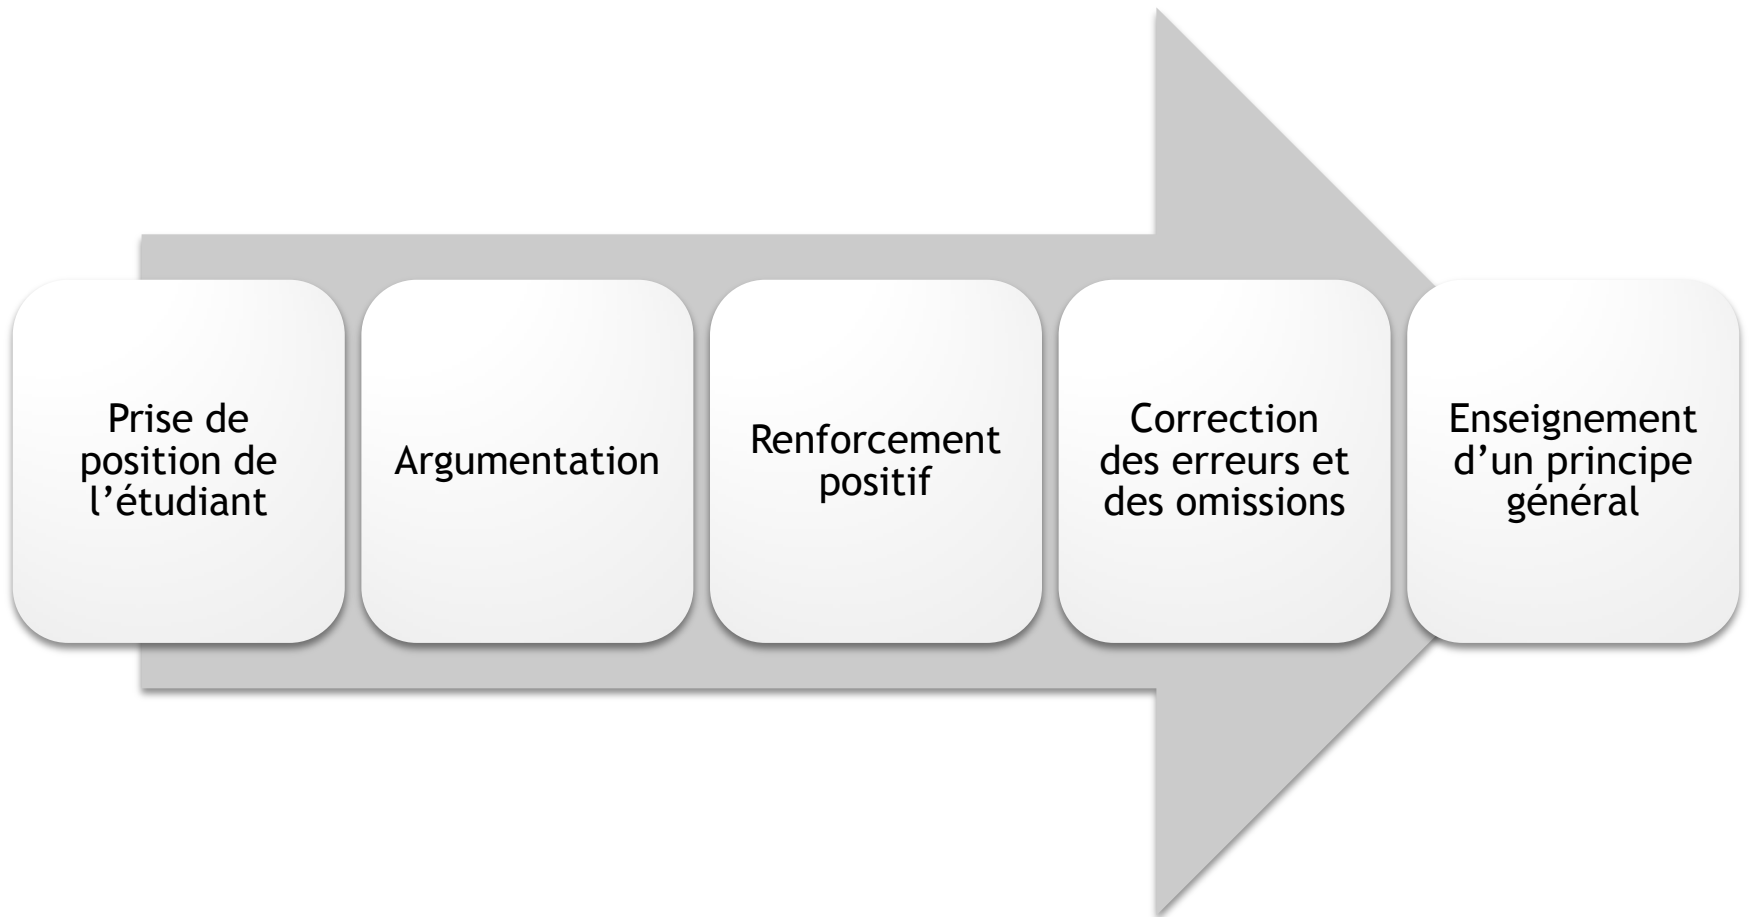 Prise de
position de
l’étudiant
Argumentation
Renforcement
positif
Correction
des erreurs et
des omissions
Enseignement
d’un principe
général